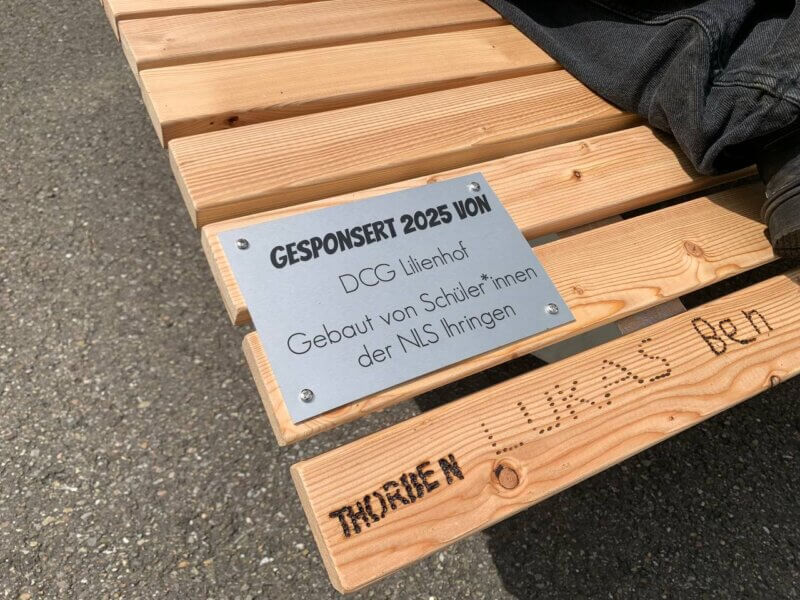 GESPONSERT 2025 VON
DCG Lilienhof
Gebaut von Schüler*innen
der NLS Ihringen
THORBEN LUKAS Ben